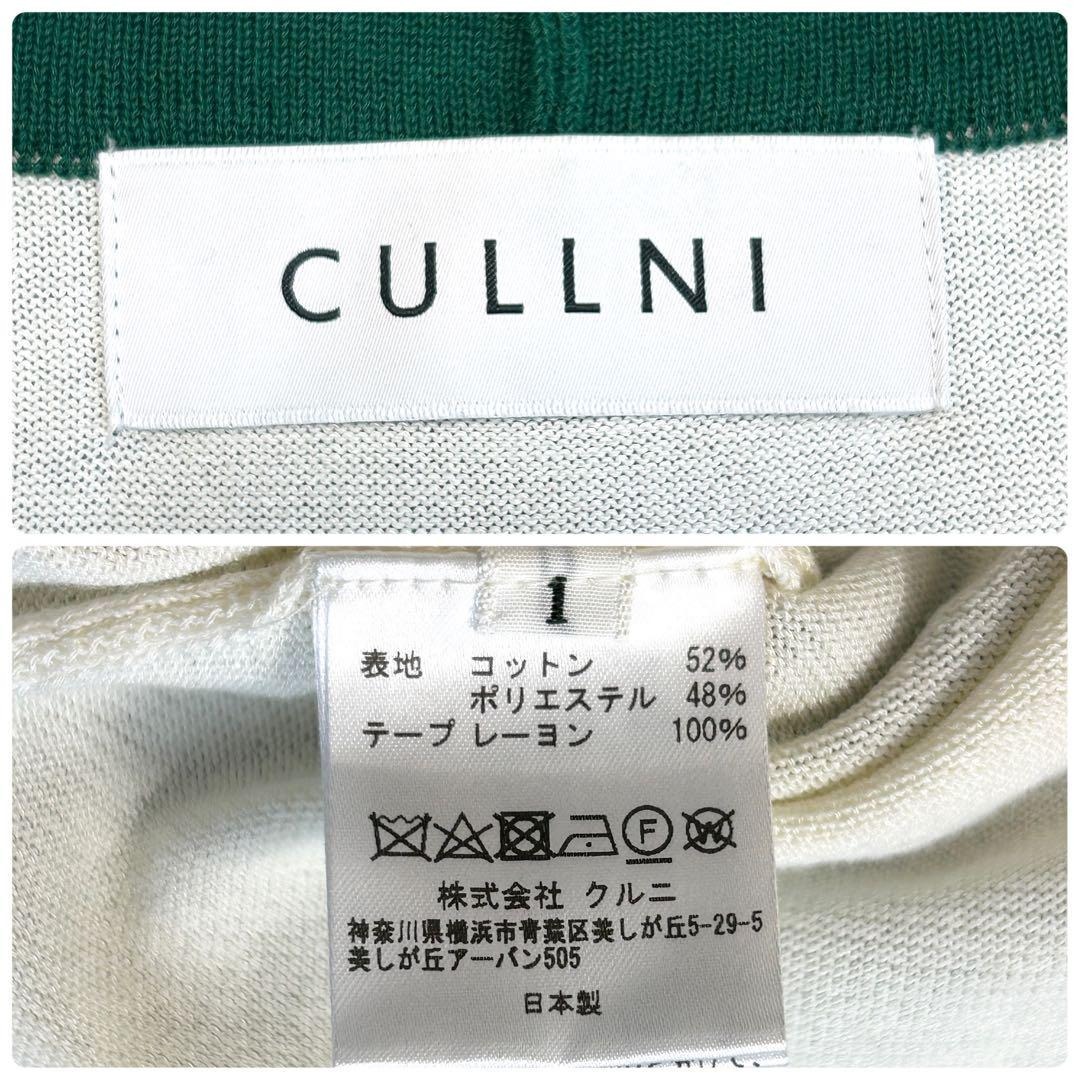 CULLNI
1
表地 コットン 52%
ポリエステル 48%
テープ レーヨン 100%
F W
株式会社 クルニ
神奈川県横浜市青葉区美しが丘5-29-5
美しが丘アーバン505
日本製